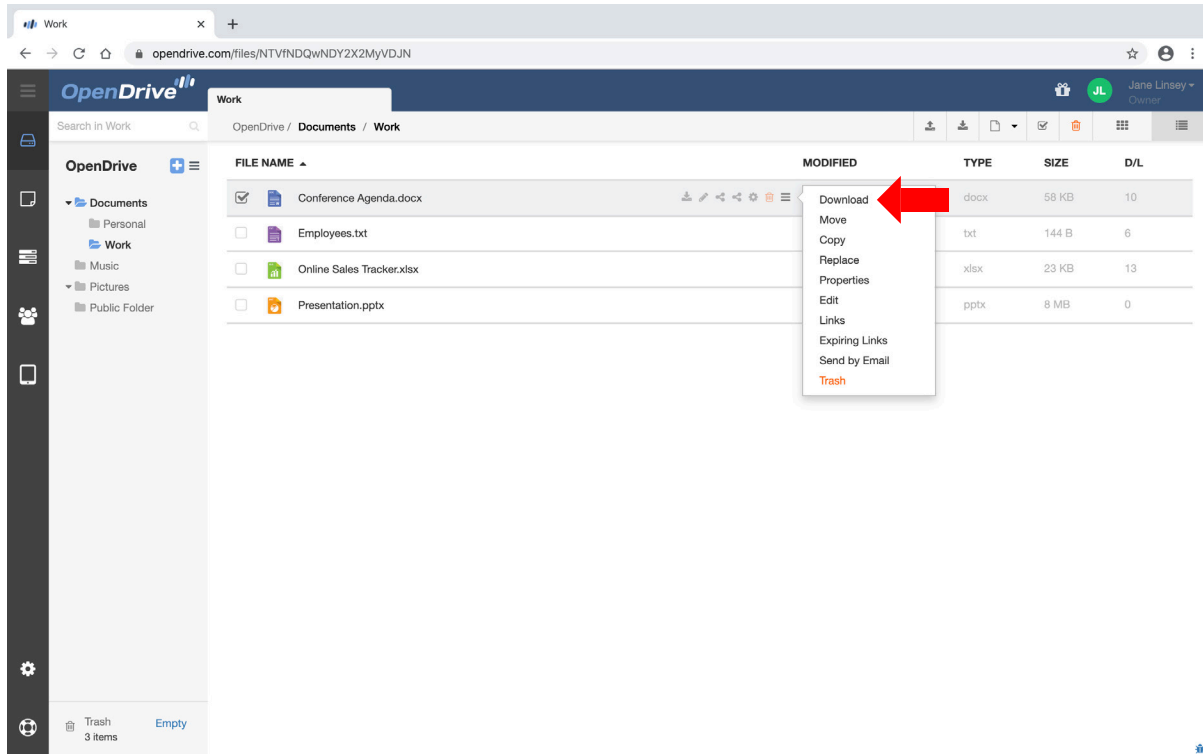 Work
opendrive.com/files/NTVfNDQwNDY2X2MyVDJN
OpenDrive
Work
JL
Jane Linsey
Owner
Search in Work
OpenDrive / Documents / Work
OpenDrive
FILE NAME MODIFIED TYPE SIZE D/L
Documents
Personal
Work
Music
Pictures
Public Folder
Conference Agenda.docx docx 58 KB 10
Employees.txt txt 144 B 6
Online Sales Tracker.xlsx xlsx 23 KB 13
Presentation.pptx pptx 8 MB 0
Download
Move
Copy
Replace
Properties
Edit
Links
Expiring Links
Send by Email
Trash
Trash Empty
3 items